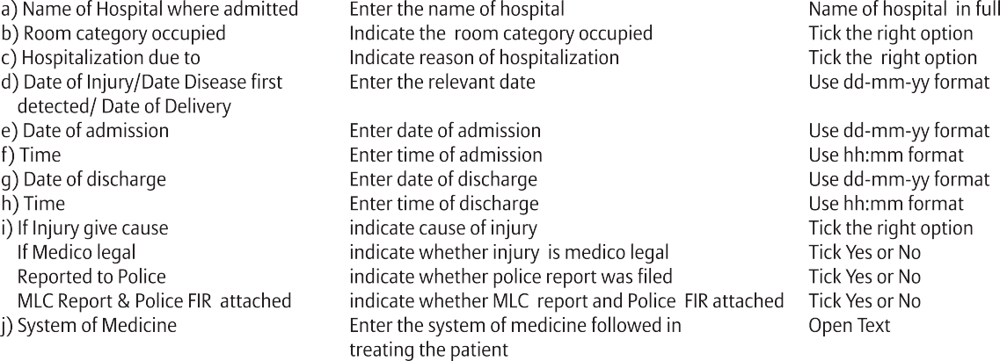 a) Name of Hospital where admitted Enter the name of hospital Name of hospital in full
b) Room category occupied Indicate the room category occupied Tick the right option
c) Hospitalization due to Indicate reason of hospitalization Tick the right option
d) Date of Injury/Date Disease first Enter the relevant date Use dd-mm-yy format
detected/ Date of Delivery
e) Date of admission Enter date of admission Use dd-mm-yy format
f) Time Enter time of admission Use hh:mm format
g) Date of discharge Enter date of discharge Use dd-mm-yy format
h) Time Enter time of discharge Use hh:mm format
i) If Injury give cause indicate cause of injury Tick the right option
If Medico legal indicate whether injury is medico legal Tick Yes or No
Reported to Police indicate whether police report was filed Tick Yes or No
MLC Report & Police FIR attached indicate whether MLC report and Police FIR attached Tick Yes or No
j) System of Medicine Enter the system of medicine followed in Open Text
treating the patient